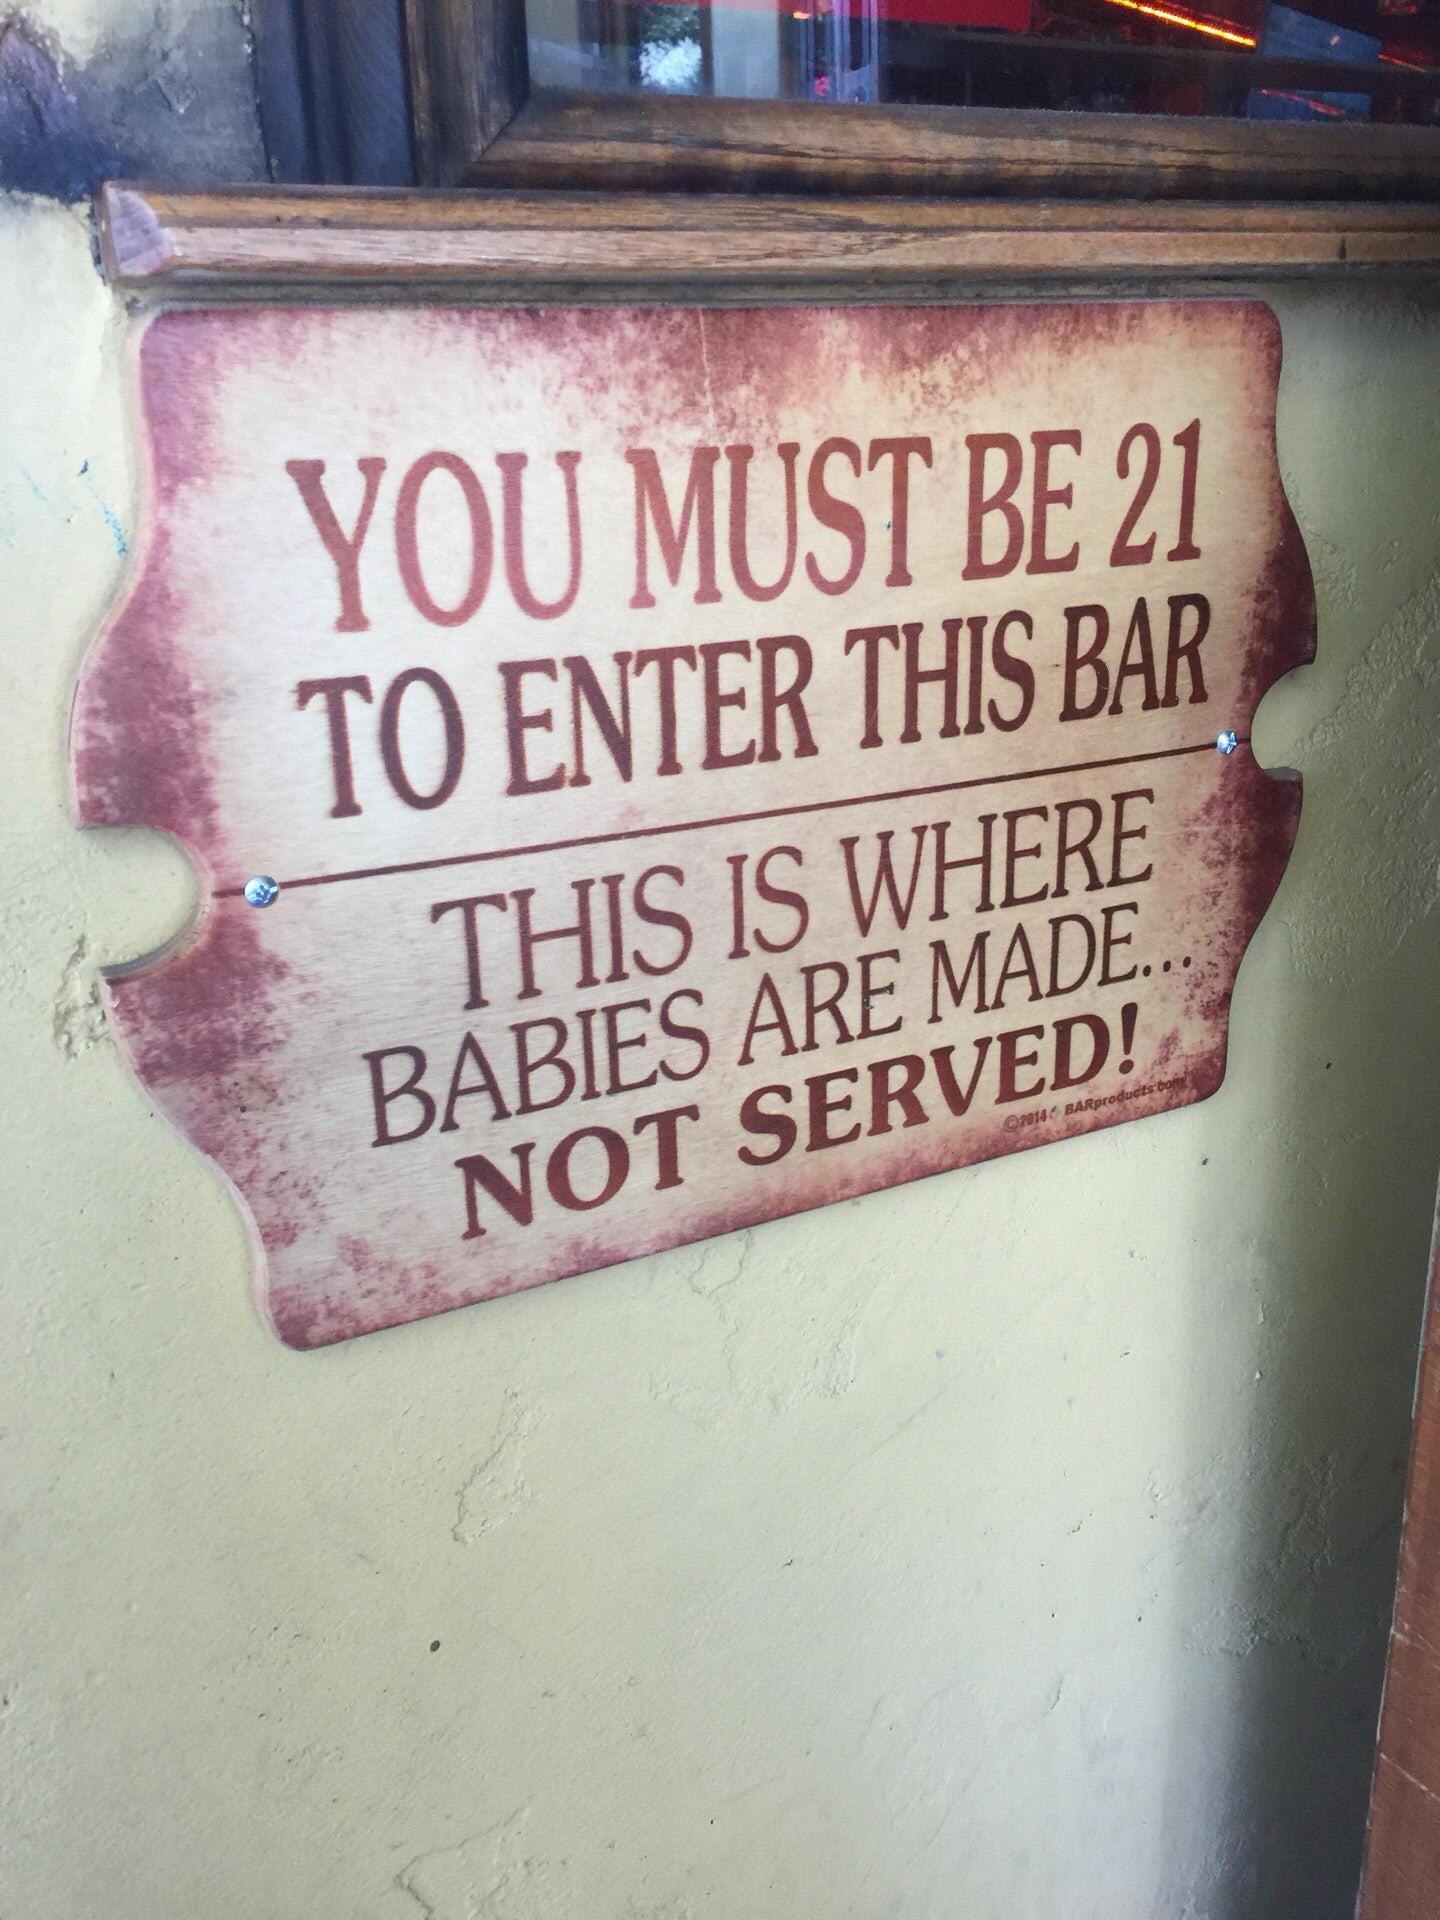 YOU MUST BE 21
TO ENTER THIS BAR
THIS IS WHERE
BABIES ARE MADE...
NOT SERVED!
©2014 BARproducts.com